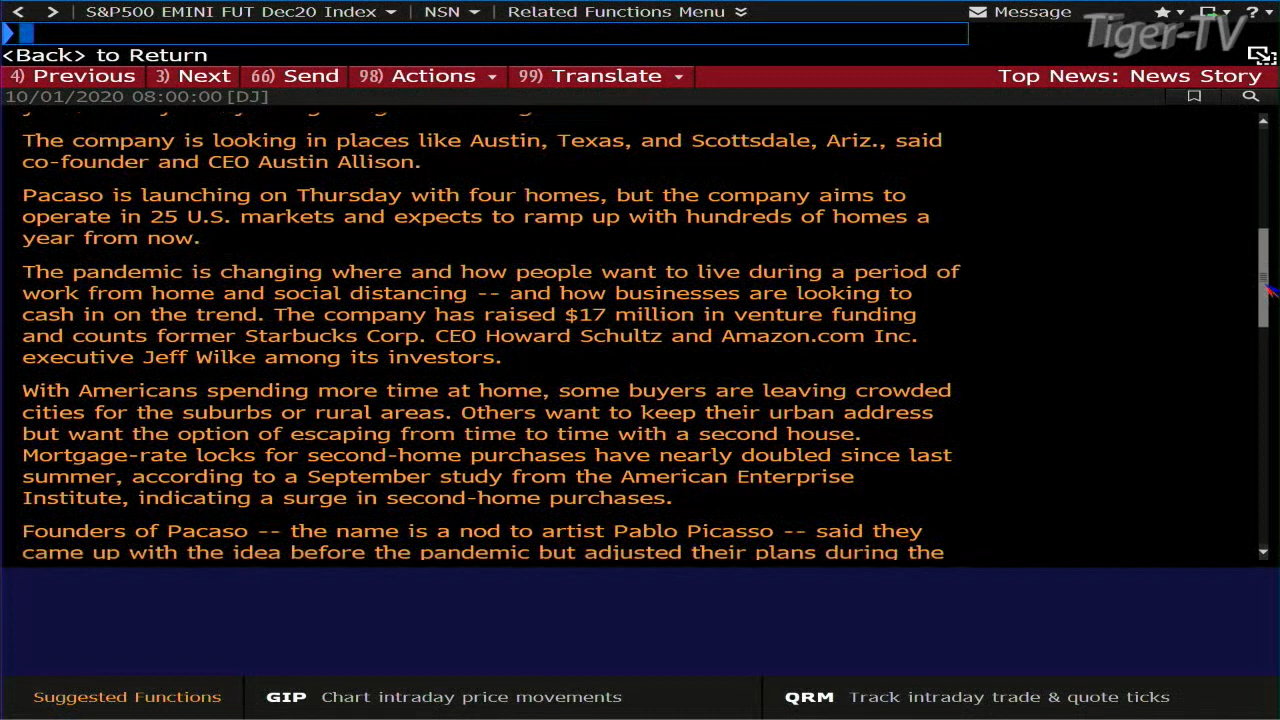 S&P500 EMINI FUT Dec20 Index NSN Related Functions Menu Message ?
Tiger-TV
<Back> to Return
4) Previous 3) Next 66) Send 98) Actions 99) Translate Top News: News Story
10/01/2020 08:00:00 [DJ]
The company is looking in places like Austin, Texas, and Scottsdale, Ariz., said
co-founder and CEO Austin Allison.
Pacaso is launching on Thursday with four homes, but the company aims to
operate in 25 U.S. markets and expects to ramp up with hundreds of homes a
year from now.
The pandemic is changing where and how people want to live during a period of
work from home and social distancing -- and how businesses are looking to
cash in on the trend. The company has raised $17 million in venture funding
and counts former Starbucks Corp. CEO Howard Schultz and Amazon.com Inc.
executive Jeff Wilke among its investors.
With Americans spending more time at home, some buyers are leaving crowded
cities for the suburbs or rural areas. Others want to keep their urban address
but want the option of escaping from time to time with a second house.
Mortgage-rate locks for second-home purchases have nearly doubled since last
summer, according to a September study from the American Enterprise
Institute, indicating a surge in second-home purchases.
Founders of Pacaso -- the name is a nod to artist Pablo Picasso -- said they
came up with the idea before the pandemic but adjusted their plans during the
Suggested Functions GIP Chart intraday price movements QRM Track intraday trade & quote ticks